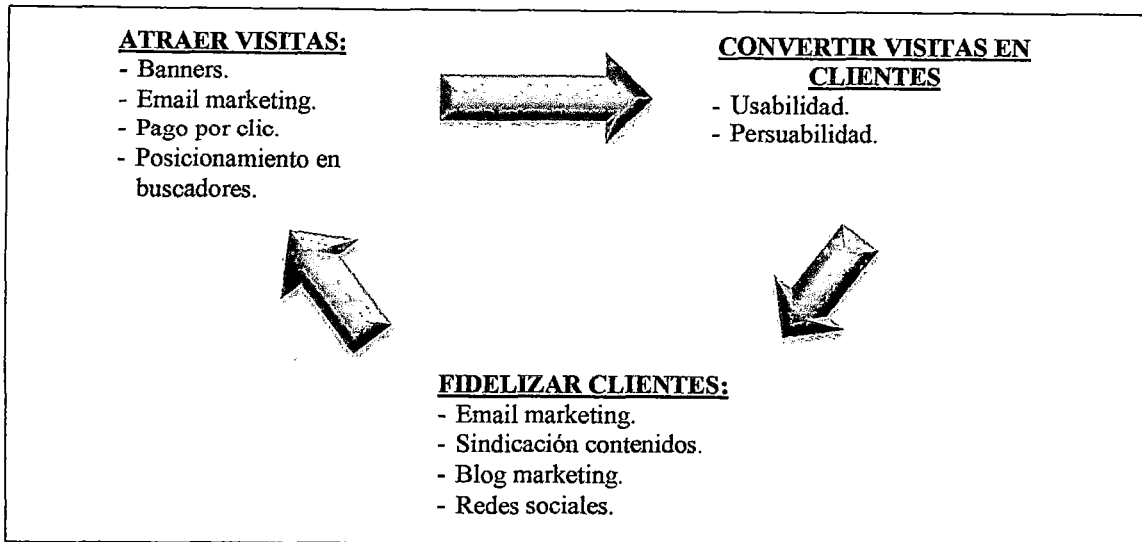 ATRAER VISITAS:
- Banners.
- Email marketing.
- Pago por clic.
- Posicionamiento en
buscadores.
CONVERTIR VISITAS EN
CLIENTES
- Usabilidad.
- Persuabilidad.
FIDELIZAR CLIENTES:
- Email marketing.
- Sindicación contenidos.
- Blog marketing.
- Redes sociales.